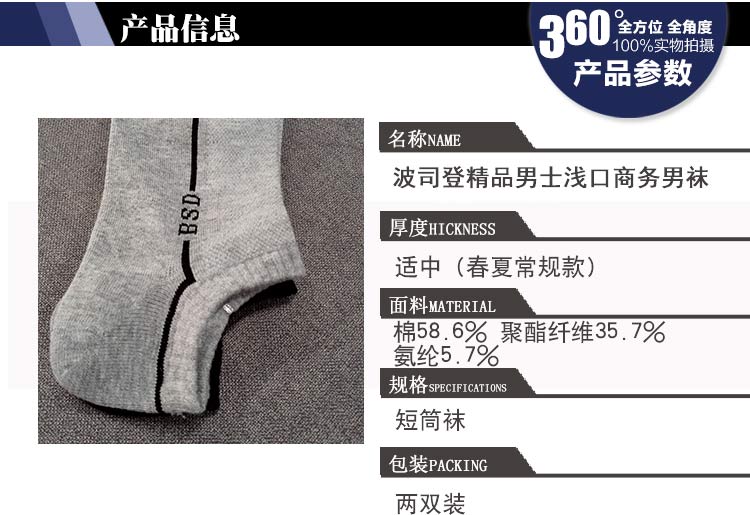 产品信息
360°全方位 全角度
100%实物拍摄
产品参数
BSD
名称NAME
波司登精品男士浅口商务男袜
厚度HICKNESS
适中（春夏常规款）
面料MATERIAL
棉58.6% 聚酯纤维35.7%
氨纶5.7%
规格SPECIFICATIONS
短筒袜
包装PACKING
两双装